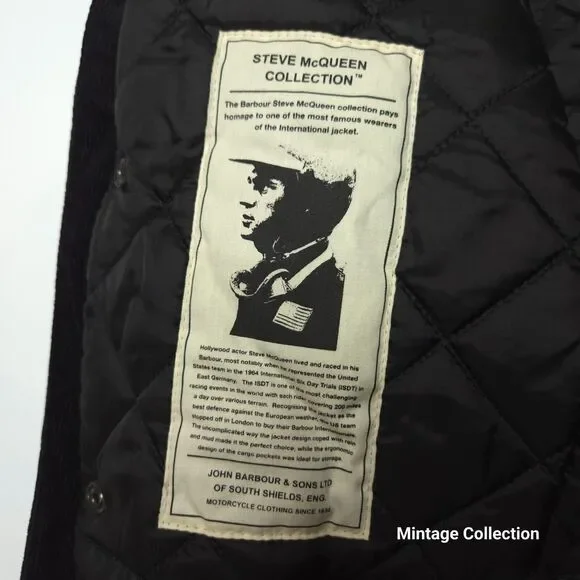 STEVE McQUEEN
COLLECTION™
The Barbour Steve McQueen collection pays
homage to one of the most famous wearers
of the International jacket.
Hollywood actor Steve McQueen lived and raced in his
Barbour, most notably when he represented the United
States team in the 1964 International Six Day Trials (ISDT) in
East Germany. The ISDT is one of the most challenging
racing events in the world with each rider covering 200 miles
a day over various terrain. Recognising the jacket as the
best defence against the European weather, the US team
stopped off in London to buy their Barbour Internationals.
The uncomplicated way the jacket design coped with rain
and mud made it the perfect choice, while the ergonomic
design of the cargo pockets was ideal for storage.
JOHN BARBOUR & SONS LTD
OF SOUTH SHIELDS, ENG.
MOTORCYCLE CLOTHING SINCE
Mintage Collection